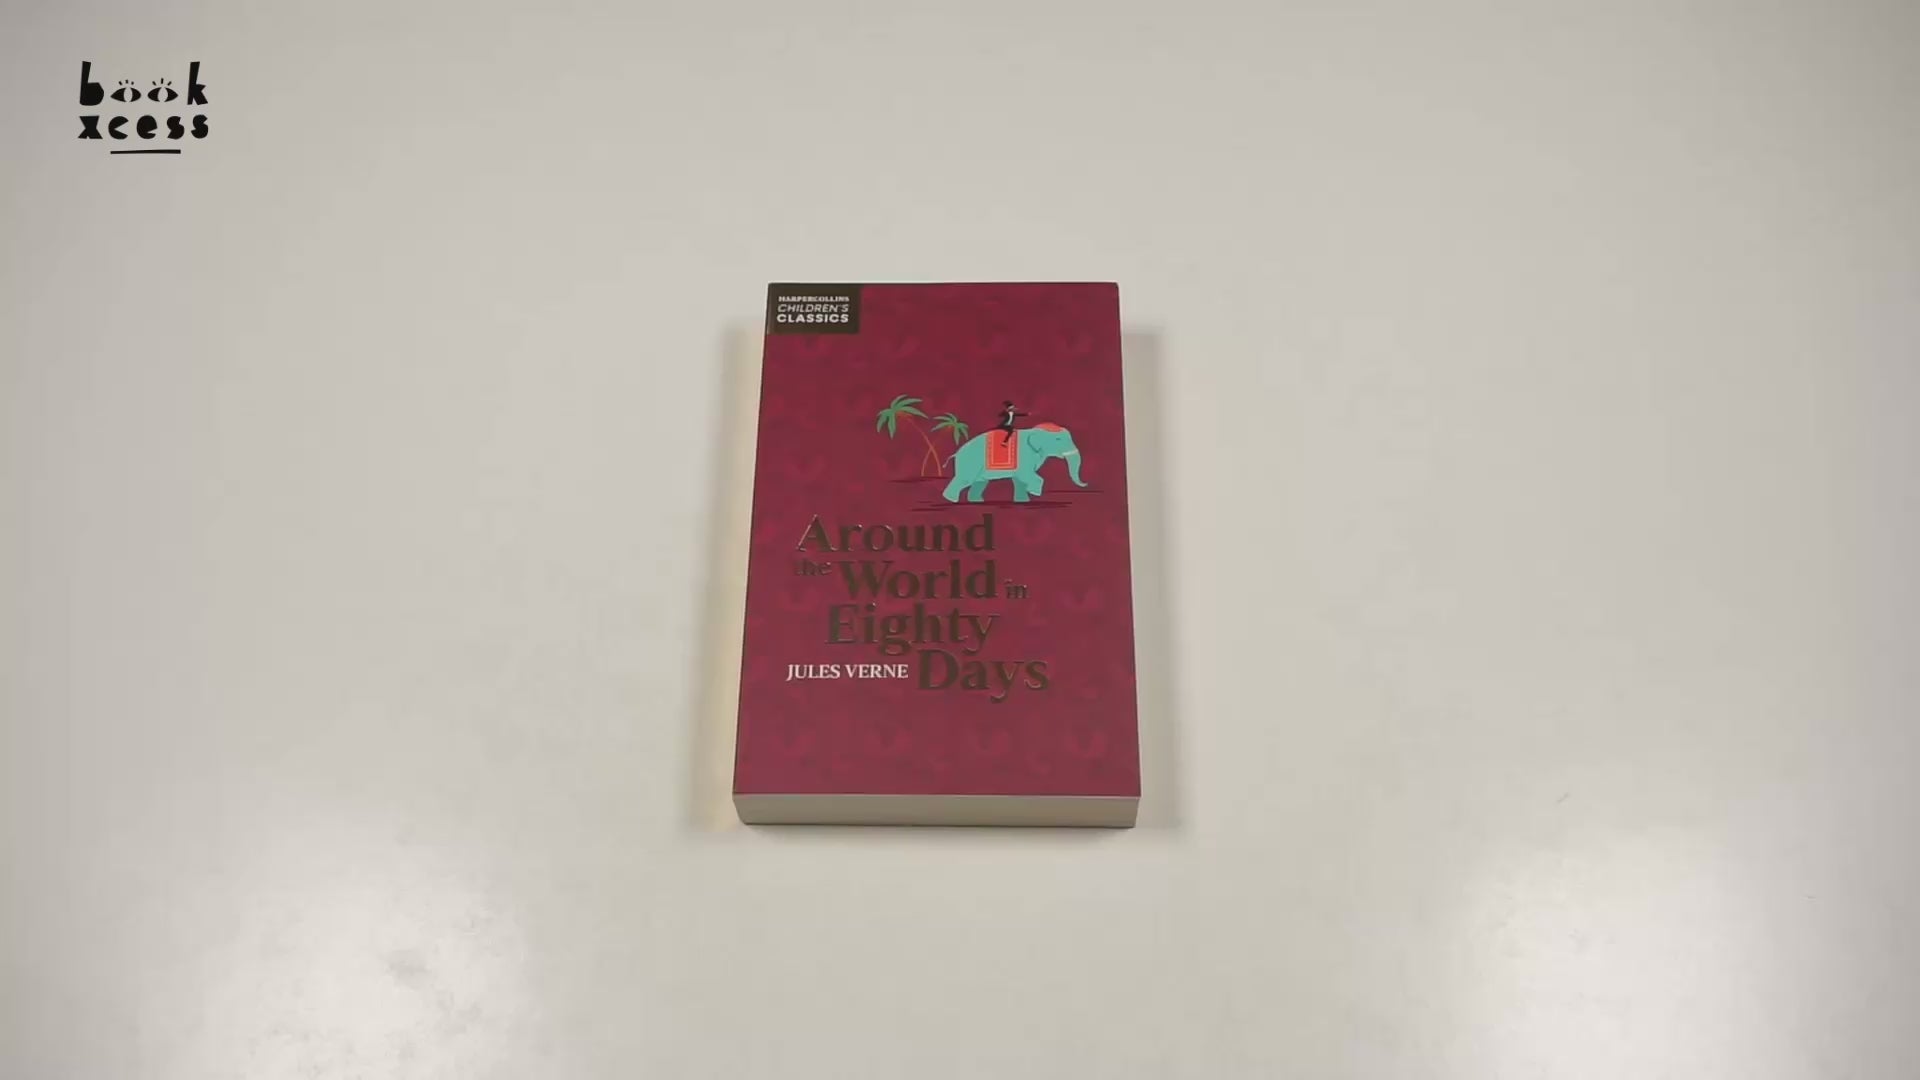 book
xcess
HARPERCOLLINS
CHILDREN'S
CLASSICS
Around
the World in
Eighty
JULES VERNE Days